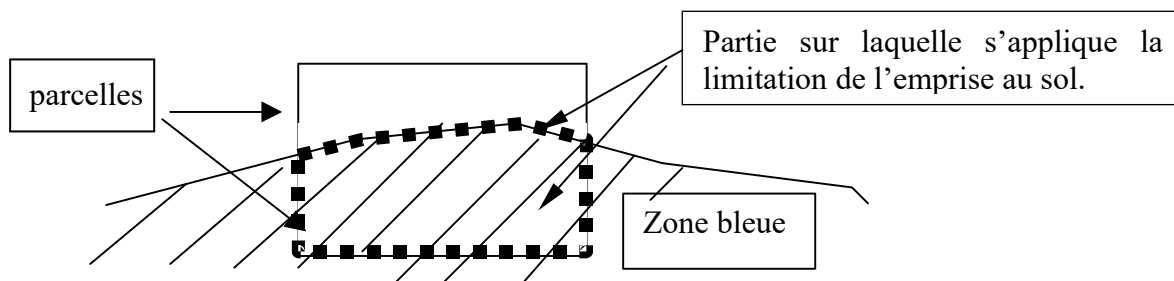 parcelles
Partie sur laquelle s’applique la
limitation de l’emprise au sol.
Zone bleue